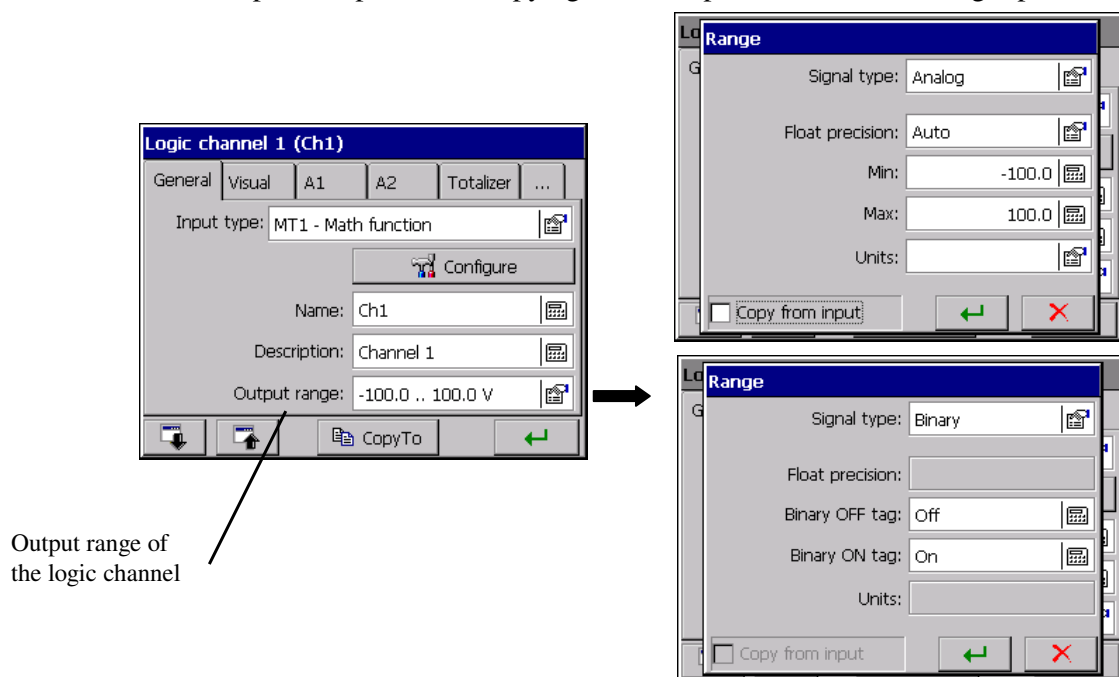 Logic channel 1 (Ch1)
General Visual A1 A2 Totalizer ...
Input type: MT1 - Math function
Configure
Name: Ch1
Description: Channel 1
Output range: -100.0 .. 100.0 V
CopyTo
Output range of
the logic channel
Lo
Range
G
Signal type: Analog
Float precision: Auto
Min: -100.0
Max: 100.0
Units:
Copy from input
Lo
Range
G
Signal type: Binary
Float precision:
Binary OFF tag: Off
Binary ON tag: On
Units:
Copy from input